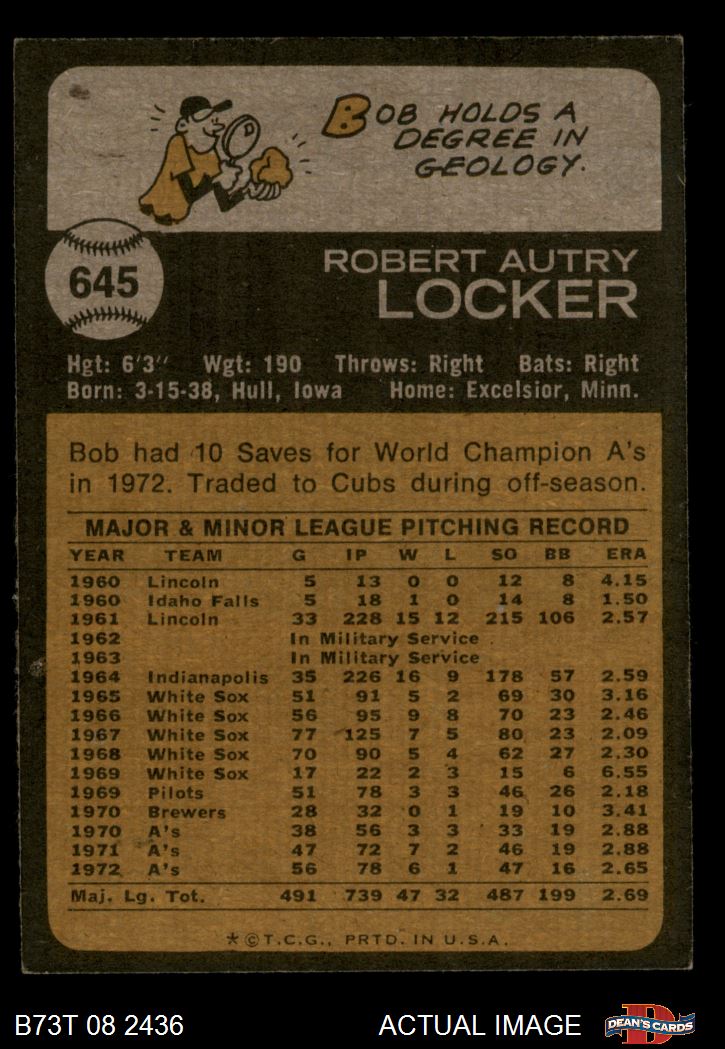 BOB HOLDS A
DEGREE IN
GEOLOGY.
645
ROBERT AUTRY
LOCKER
Hgt: 6'3" Wgt: 190 Throws: Right Bats: Right
Born: 3-15-38, Hull, Iowa Home: Excelsior, Minn.
Bob had 10 Saves for World Champion A's
in 1972. Traded to Cubs during off-season.
MAJOR & MINOR LEAGUE PITCHING RECORD
YEAR TEAM G IP W L SO BB ERA
1960 Lincoln 5 13 0 0 12 8 4.15
1960 Idaho Falls 5 18 1 0 14 8 1.50
1961 Lincoln 33 228 15 12 215 106 2.57
1962 In Military Service
1963 In Military Service
1964 Indianapolis 35 226 16 9 178 57 2.59
1965 White Sox 51 91 5 2 69 30 3.16
1966 White Sox 56 95 9 8 70 23 2.46
1967 White Sox 77 125 7 5 80 23 2.09
1968 White Sox 70 90 5 4 62 27 2.30
1969 White Sox 17 22 2 3 15 6 6.55
1969 Pilots 51 78 3 3 46 26 2.18
1970 Brewers 28 32 0 1 19 10 3.41
1970 A's 38 56 3 3 33 19 2.88
1971 A's 47 72 7 2 46 19 2.88
1972 A's 56 78 6 1 47 16 2.65
Maj. Lg. Tot. 491 739 47 32 487 199 2.69
*©T.C.G., PRTD. IN U.S.A.
B73T 08 2436 ACTUAL IMAGE
D
DEAN'S CARDS